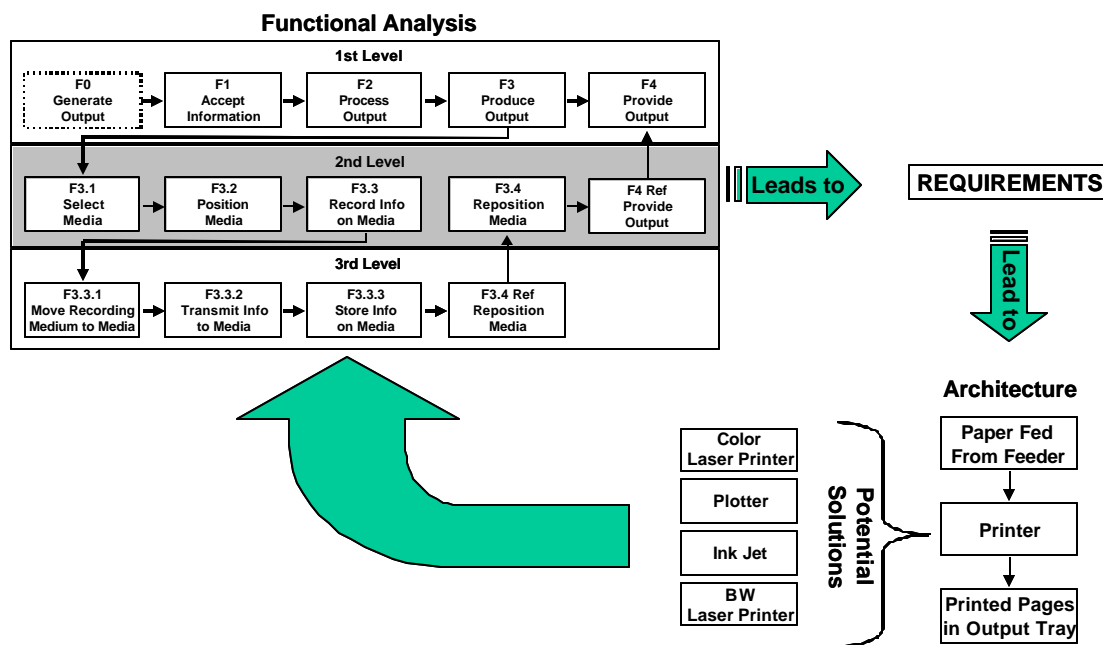 Functional Analysis
1st Level
F0
Generate
Output
F1
Accept
Information
F2
Process
Output
F3
Produce
Output
F4
Provide
Output
2nd Level
F3.1
Select
Media
F3.2
Position
Media
F3.3
Record Info
on Media
F3.4
Reposition
Media
F4 Ref
Provide
Output
3rd Level
F3.3.1
Move Recording
Medium to Media
F3.3.2
Transmit Info
to Media
F3.3.3
Store Info
on Media
F3.4 Ref
Reposition
Media
Leads to
REQUIREMENTS
Lead to
Architecture
Paper Fed
From Feeder
Printer
Printed Pages
in Output Tray
Potential
Solutions
Color
Laser Printer
Plotter
Ink Jet
BW
Laser Printer